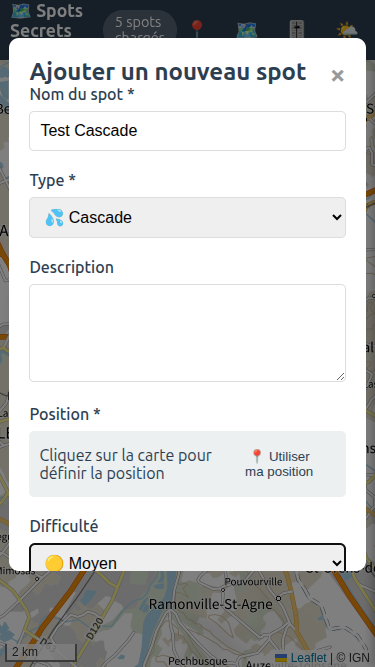 🗺️ Spots
Secrets
5 spots
chargés
Ajouter un nouveau spot
×
Nom du spot *
Test Cascade
Type *
💦 Cascade
Description
Position *
Cliquez sur la carte pour
définir la position
📍 Utiliser
ma position
Difficulté
🟡 Moyen
Pouvourville
Ramonville-St-Agne
D120
Pechbusque
2 km
Leaflet | © IGN